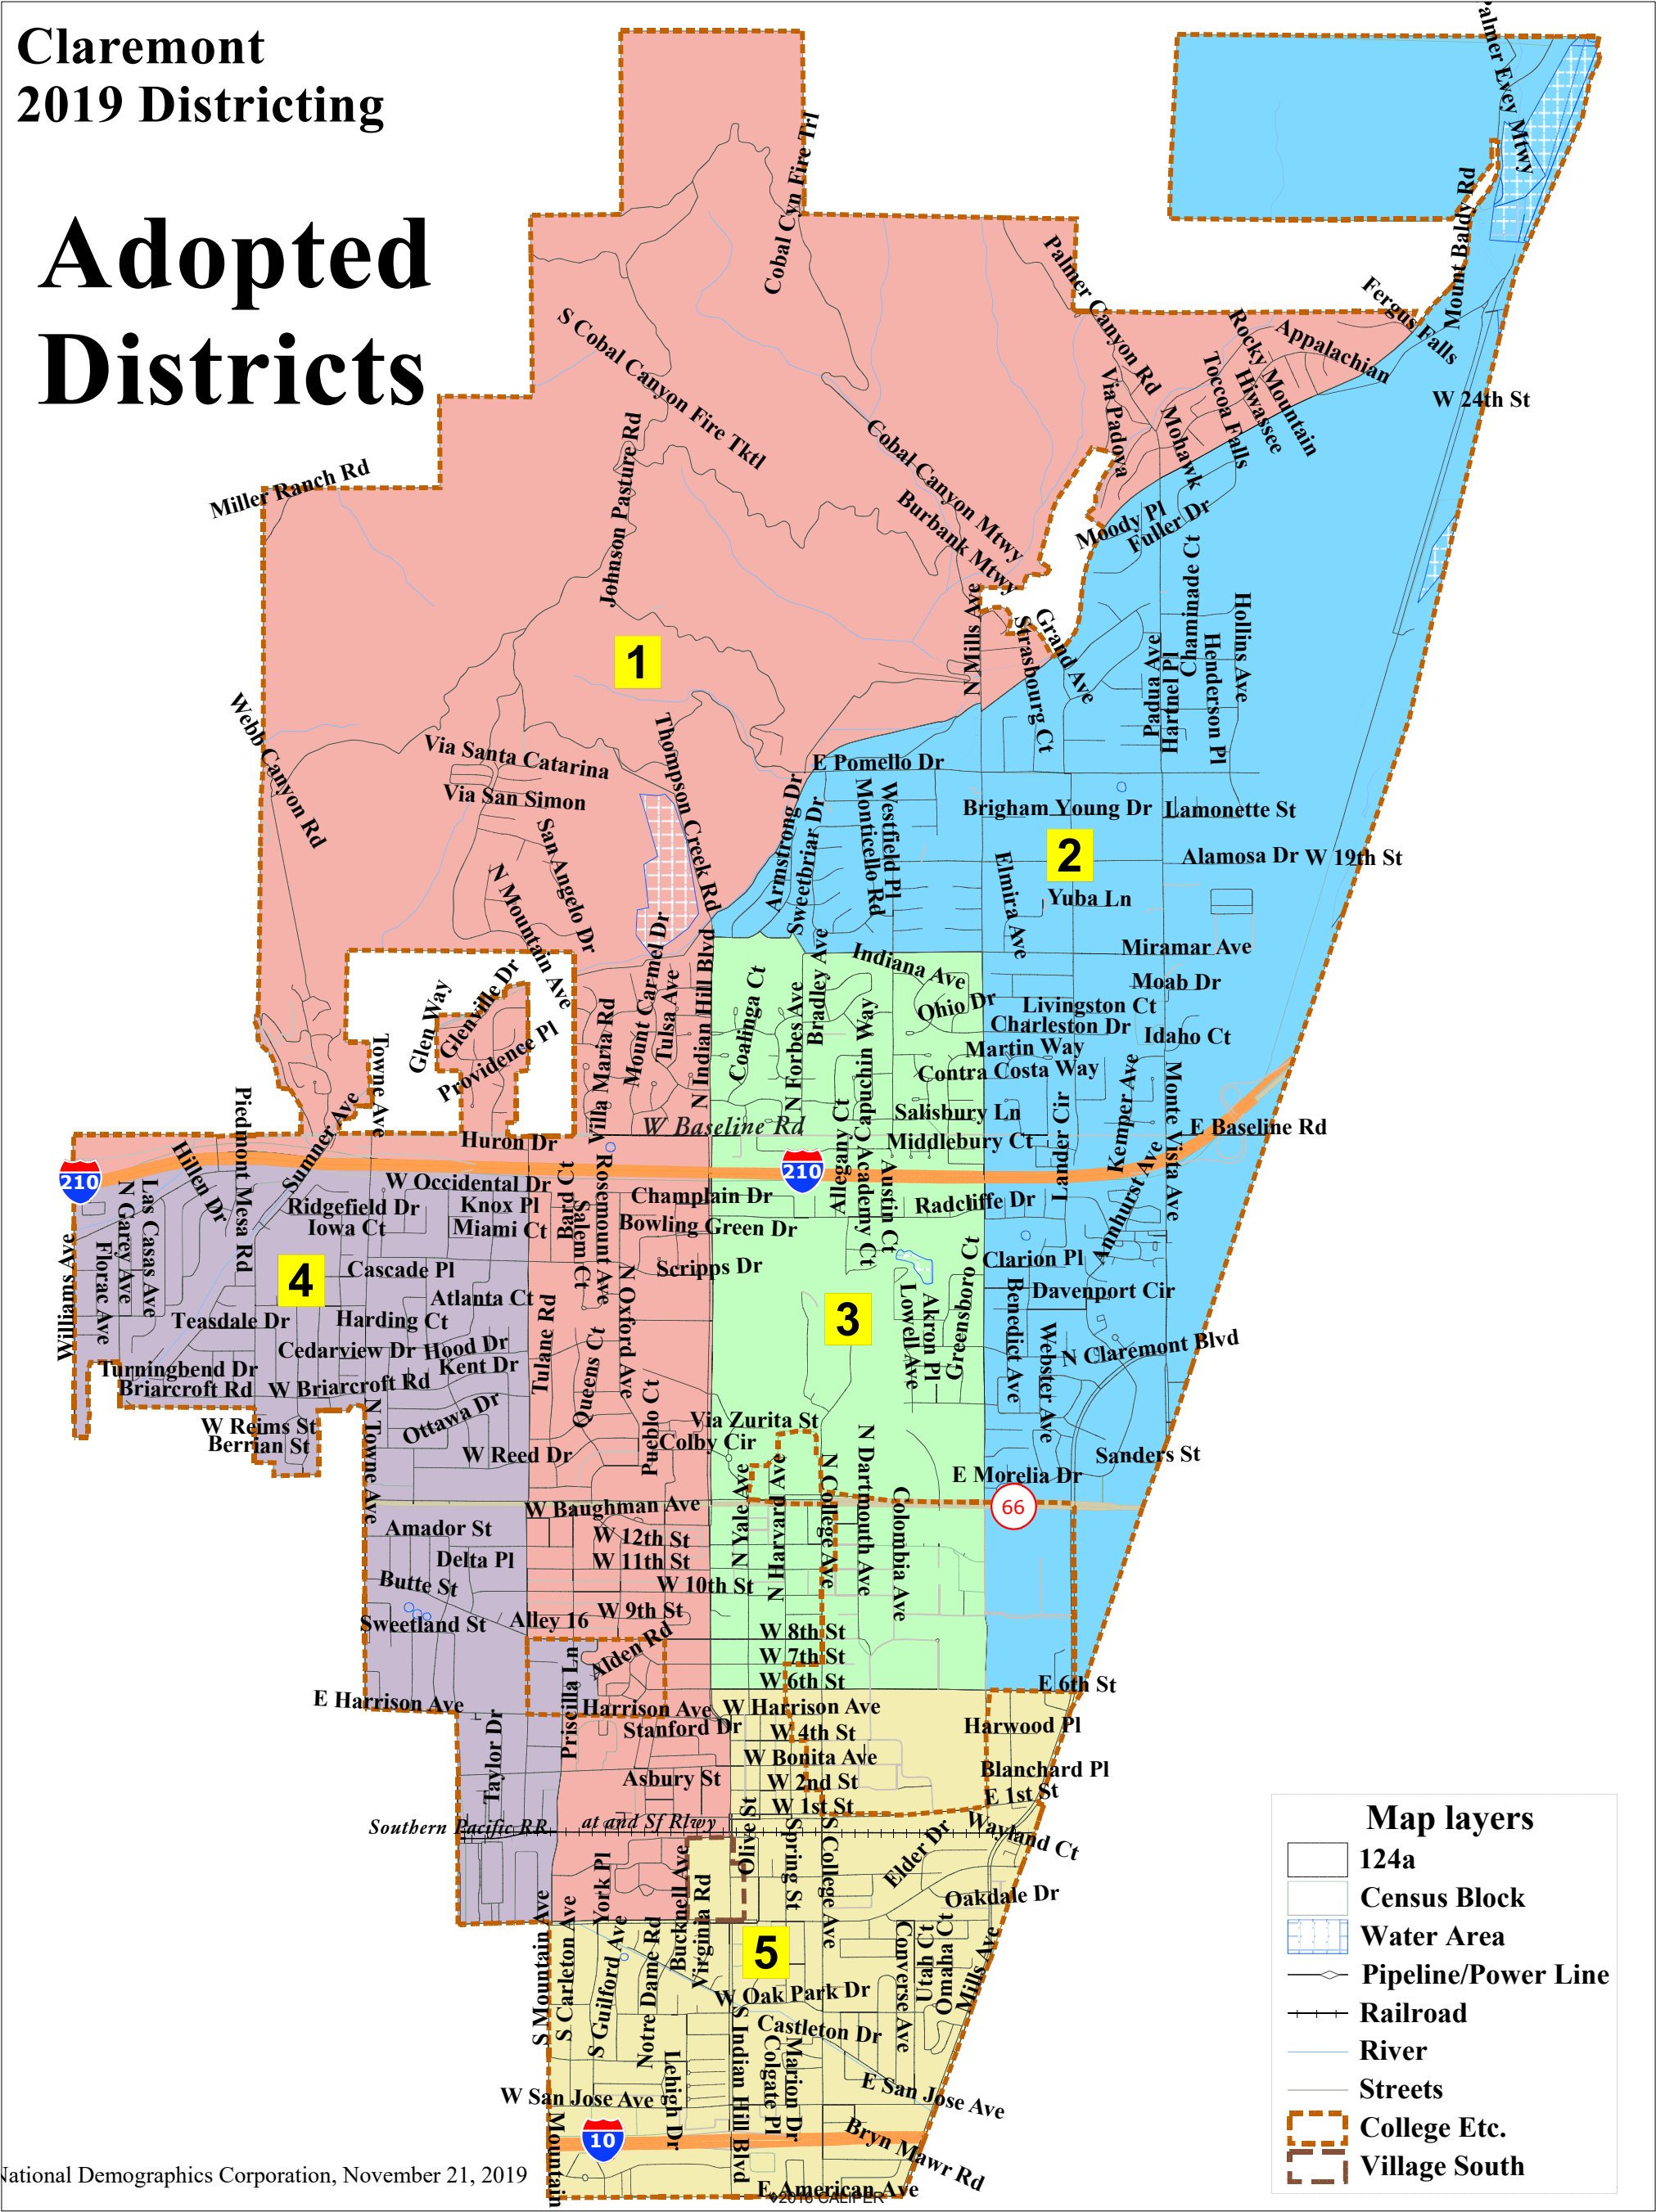 Claremont
2019 Districting
Adopted
Districts
Palmer Evey Mtwy
Cobal Cyn Fire Trl
Mount Baldy Rd
Palmer Canyon Rd
Fergus Falls
Rocky Mountain
Appalachian
S Cobal Canyon Fire Tktl
Toccoa Falls
Hiwassee
Via Padova
W 24th St
Mohawk
Johnson Pasture Rd
Cobal Canyon Mtwy
Miller Ranch Rd
Burbank Mtwy
Moody Pl
Fuller Dr
Chaminade Ct
N Mills Ave
Strasbourg Ct
Grand Ave
Padua Ave
Hartnel Pl
Henderson Pl
Hollins Ave
1
Webb Canyon Rd
Via Santa Catarina
Thompson Creek Rd
E Pomello Dr
Via San Simon
Armstrong Dr
Sweetbriar Dr
Monticello Rd
Westfield Pl
Brigham Young Dr
Lamonette St
San Angelo Dr
2
Alamosa Dr
W 19th St
N Mountain Ave
Elmira Ave
Yuba Ln
Miramar Ave
Indiana Ave
Glenville Dr
Glen Way
Mount Carmel Dr
Tulsa Ave
N Indian Hill Blvd
Coalinga Ct
N Forbes Ave
Bradley Ave
Moab Dr
Ohio Dr
Livingston Ct
Charleston Dr
Idaho Ct
Providence Pl
Towne Ave
Villa Maria Rd
Martin Way
Contra Costa Way
Cauchin Way
Piedmont Mesa Rd
Sumner Ave
Salisbury Ln
Lauder Cir
Kemper Ave
Monte Vista Ave
W Baseline Rd
E Baseline Rd
Huron Dr
Middlebury Ct
Allegany Ct
Academy Ct
Austin Ct
Annhurst Ave
210
210
Hillen Dr
W Occidental Dr
Las Casas Ave
N Garey Ave
Ridgefield Dr
Knox Pl
Iowa Ct
Miami Ct
Bard Ct
Salem Ct
Rosemount Ave
Champlain Dr
Radcliffe Dr
Bowling Green Dr
Williams Ave
Florac Ave
4
Cascade Pl
Scripps Dr
Clarion Pl
Atlanta Ct
N Oxford Ave
Davenport Cir
Teasdale Dr
Harding Ct
3
Lowell Ave
Akron Pl
Greensboro Ct
Benedict Ave
Webster Ave
N Claremont Blvd
Cedarview Dr
Hood Dr
Kent Dr
Tulane Rd
Queens Ct
Turningbend Dr
Briarcroft Rd
W Briarcroft Rd
Pueblo Ct
Ottawa Dr
W Reims St
Berrian St
N Towne Ave
Via Zurita St
Colby Cir
W Reed Dr
Sanders St
E Morelia Dr
N Yale Ave
N Harvard Ave
N College Ave
N Dartmouth Ave
Colombia Ave
66
W Baughman Ave
Amador St
W 12th St
Delta Pl
W 11th St
Butte St
W 10th St
Sweetland St
Alley 16
W 9th St
W 8th St
Alden Rd
W 7th St
Priscilla Ln
W 6th St
E 6th St
E Harrison Ave
Harrison Ave
W Harrison Ave
Stanford Dr
W 4th St
Harwood Pl
Taylor Dr
W Bonita Ave
Blanchard Pl
Asbury St
W 2nd St
E 1st St
W 1st St
Southern Pacific RR
at and Sf Rlwy
Wayland Ct
Olive St
Spring St
S College Ave
Elder Dr
York Pl
Bucknell Ave
Virginia Rd
Oakdale Dr
S Mountain Ave
S Carleton Ave
S Guilford Ave
Notre Dame Rd
5
Converse Ave
Utah Ct
Omaha Ct
Mills Ave
W Oak Park Dr
Castleton Dr
S Indian Hill Blvd
Colgate Pl
Marion Dr
Lehigh Dr
W San Jose Ave
E San Jose Ave
10
Mountain
Bryn Mawr Rd
E American Ave
©2018 CALIPER
National Demographics Corporation, November 21, 2019
Map layers
124a
Census Block
Water Area
Pipeline/Power Line
Railroad
River
Streets
College Etc.
Village South